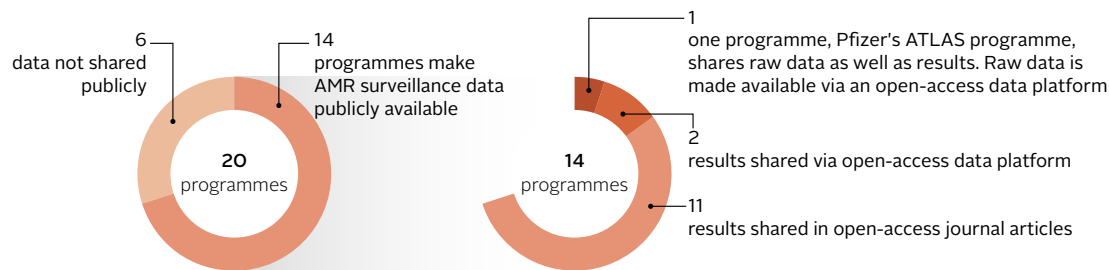 6
data not shared
publicly
14
programmes make
AMR surveillance data
publicly available
20
programmes
1
one programme, Pfizer's ATLAS programme,
shares raw data as well as results. Raw data is
made available via an open-access data platform
2
results shared via open-access data platform
14
programmes
11
results shared in open-access journal articles